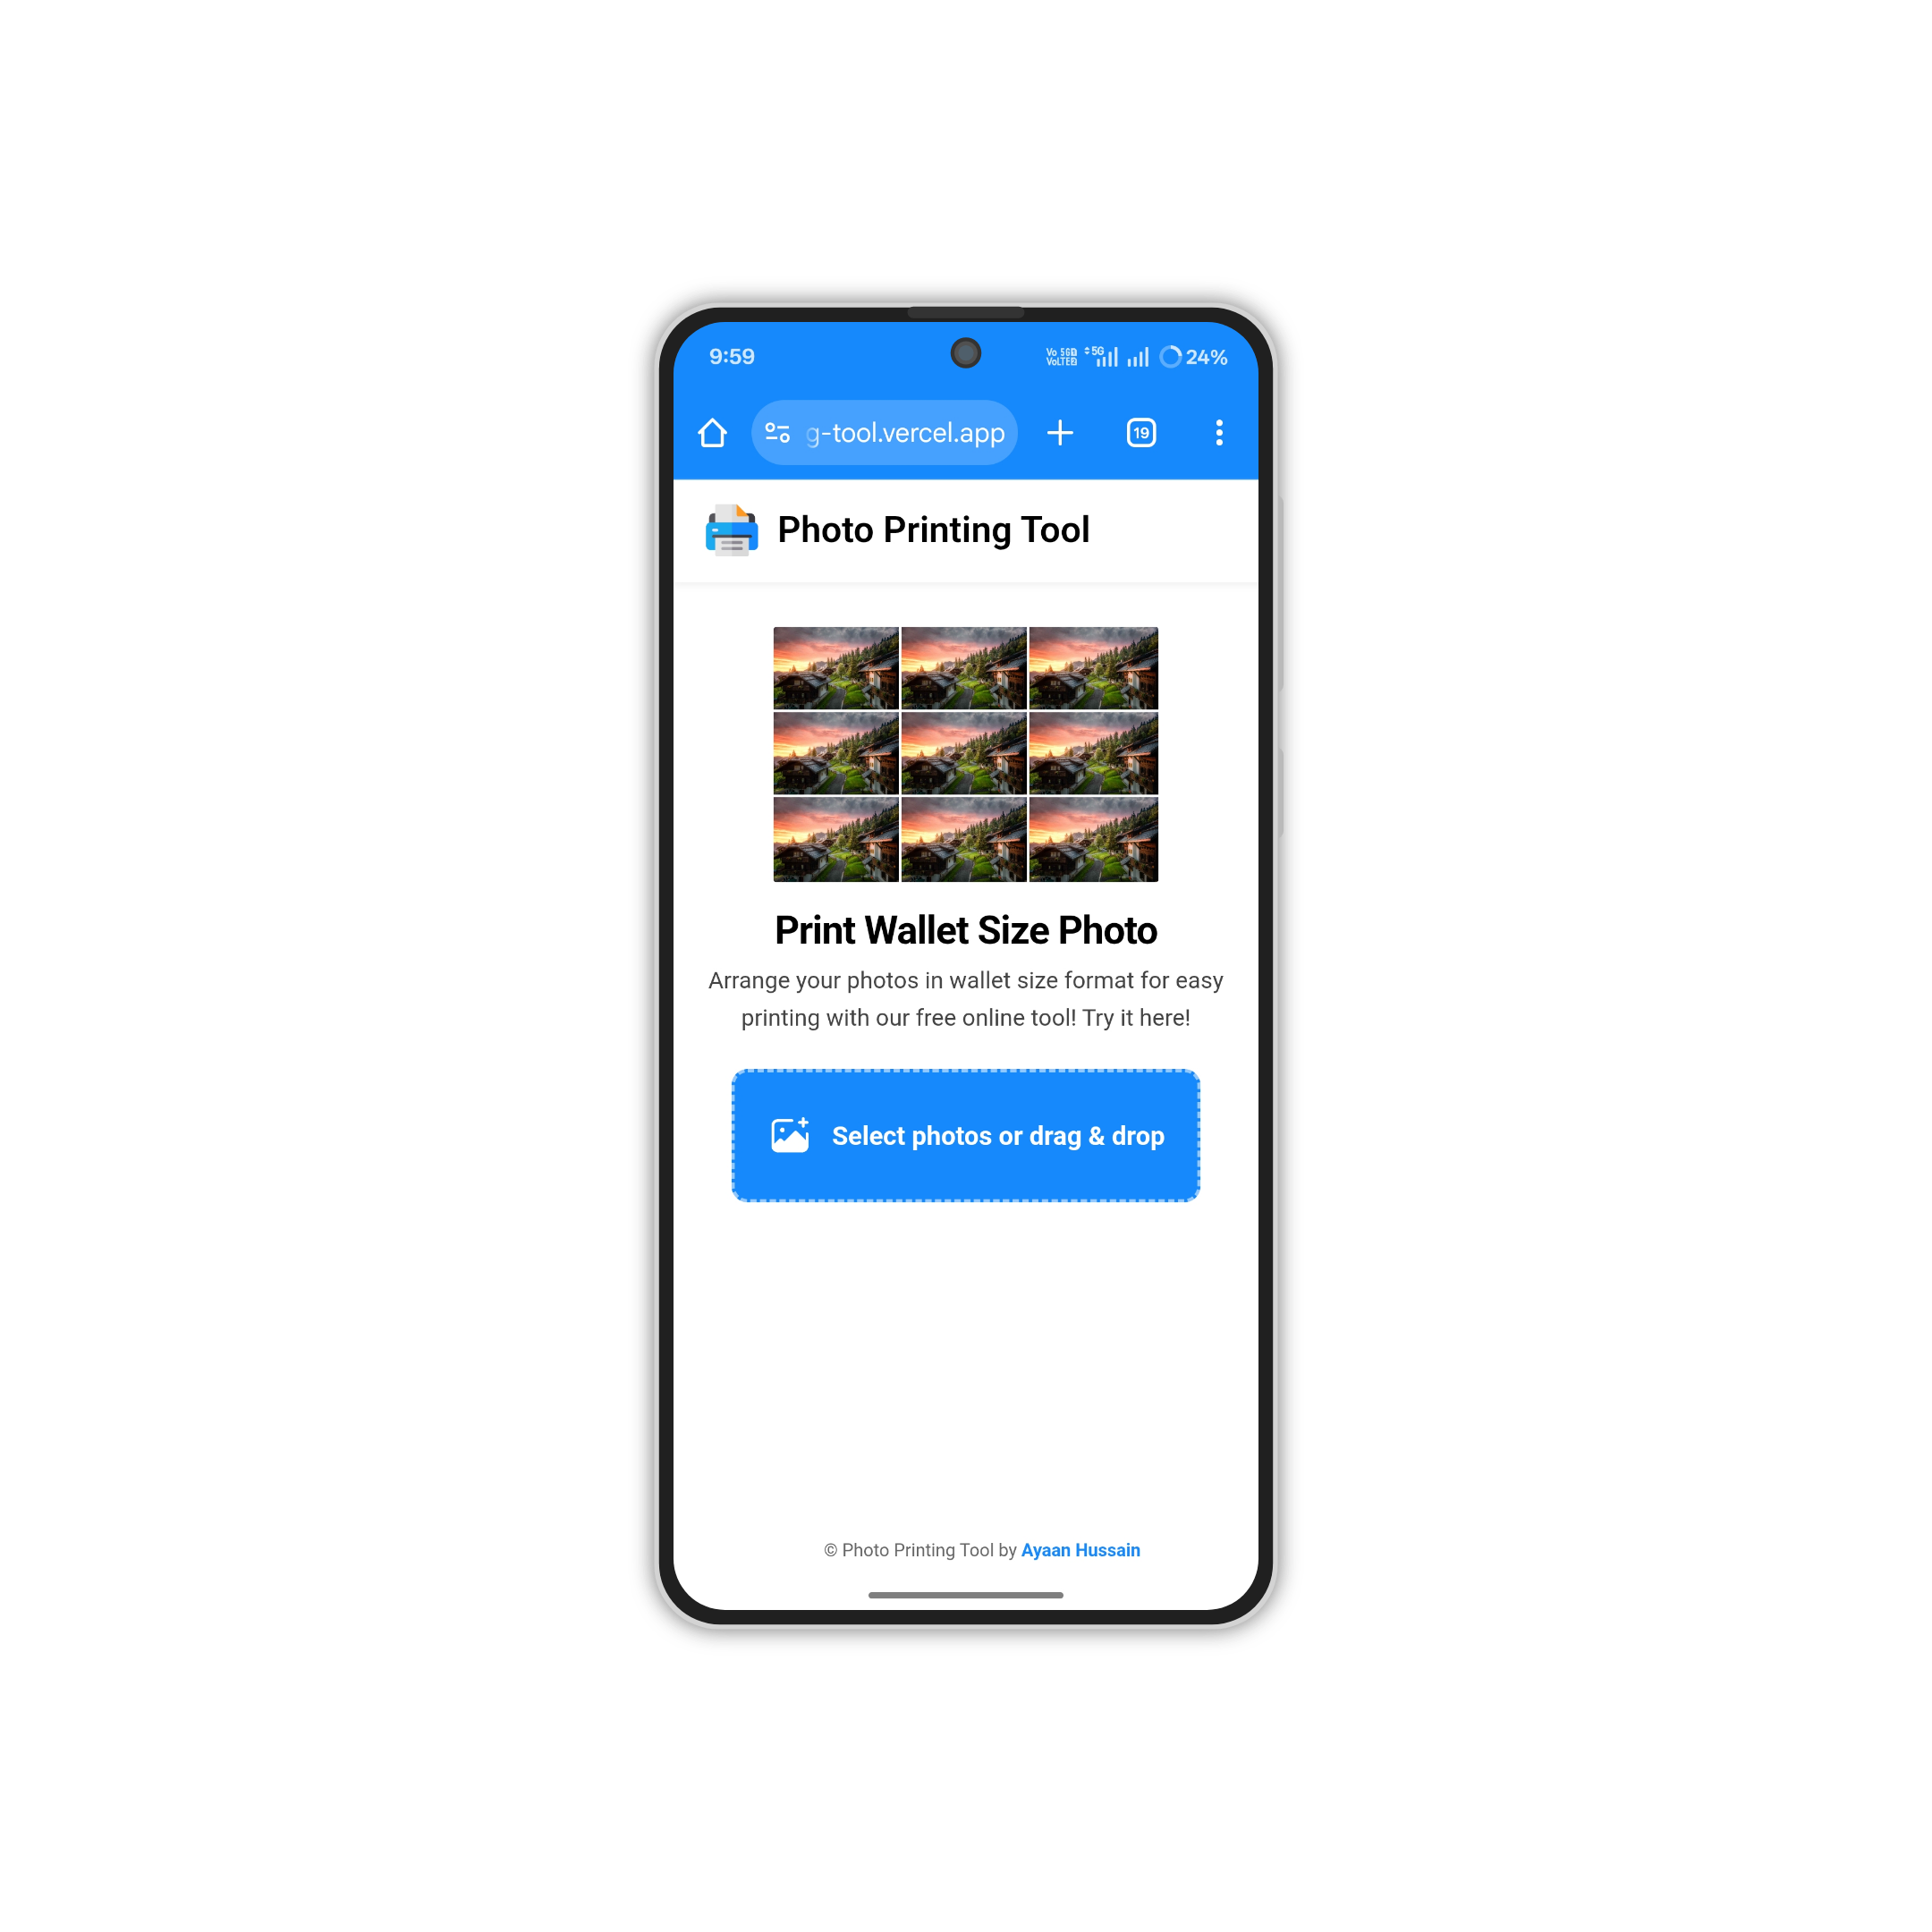 9:59
Vo 5G
VoLTE2
5G
24%
g-tool.vercel.app
19
Photo Printing Tool
Print Wallet Size Photo
Arrange your photos in wallet size format for easy
printing with our free online tool! Try it here!
Select photos or drag & drop
© Photo Printing Tool by Ayaan Hussain